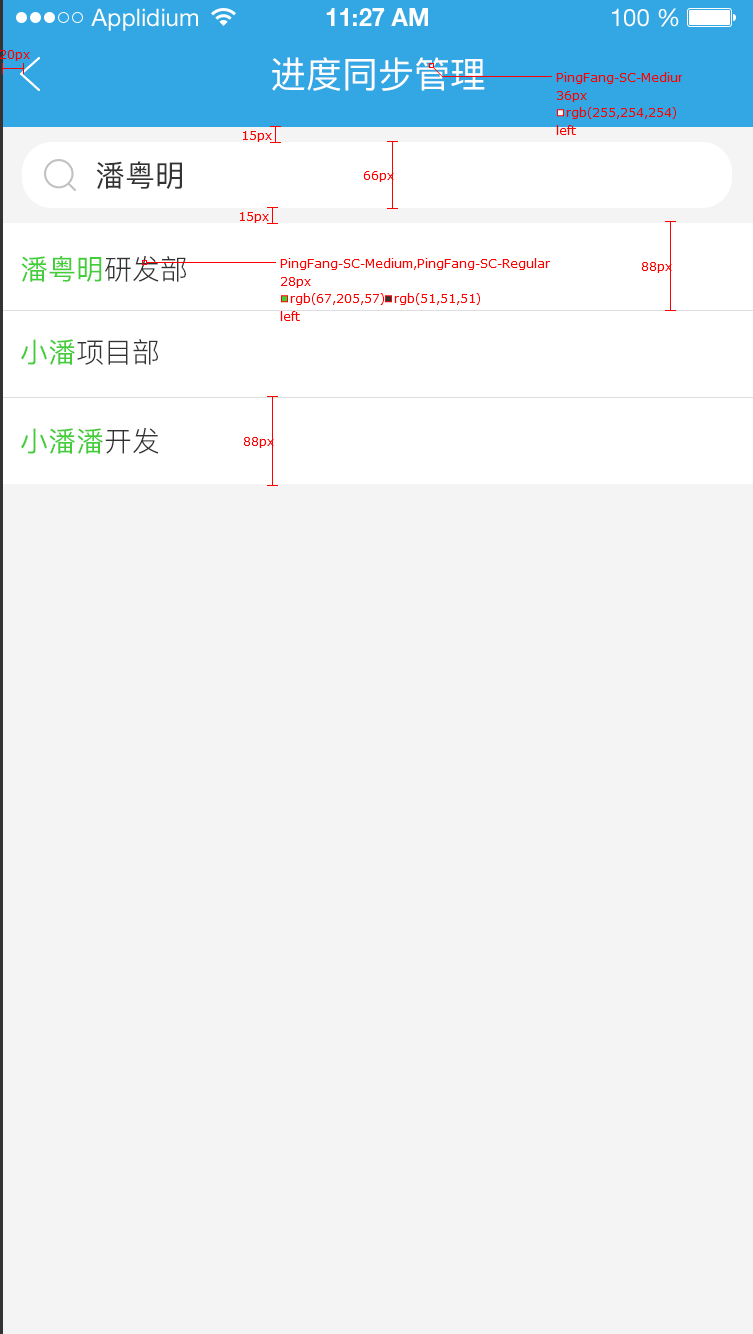 Applidium 11:27 AM 100 %
20px
进度同步管理
PingFang-SC-Mediur
36px
rgb(255,254,254)
left
15px
潘粤明
66px
15px
潘粤明研发部
PingFang-SC-Medium,PingFang-SC-Regular
28px
rgb(67,205,57) rgb(51,51,51)
left
88px
小潘项目部
小潘潘开发
88px